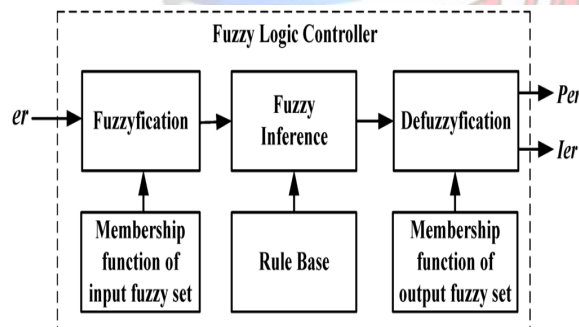 Fuzzy Logic Controller
er
Fuzzyfication
Fuzzy
Inference
Defuzzyfication
Per
Ier
Membership
function of
input fuzzy set
Rule Base
Membership
function of
output fuzzy set